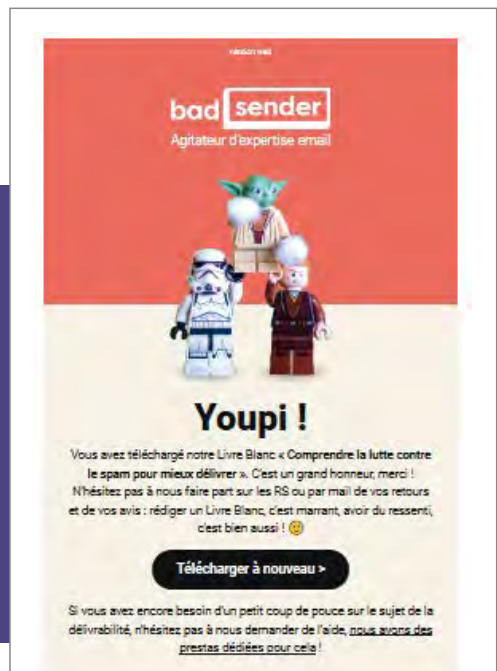 version web
bad sender
Agitateur d'expertise email
Youpi !
Vous avez téléchargé notre Livre Blanc « Comprendre la lutte contre
le spam pour mieux délivrer ». C'est un grand honneur, merci !
N'hésitez pas à nous faire part sur les RS ou par mail de vos retours
et de vos avis : rédiger un Livre Blanc, c'est marrant, avoir du ressenti,
c'est bien aussi ! 🙂
Télécharger à nouveau >
Si vous avez encore besoin d'un petit coup de pouce sur le sujet de la
délivrabilité, n'hésitez pas à nous demander de l'aide, nous avons des
prestas dédiées pour cela !